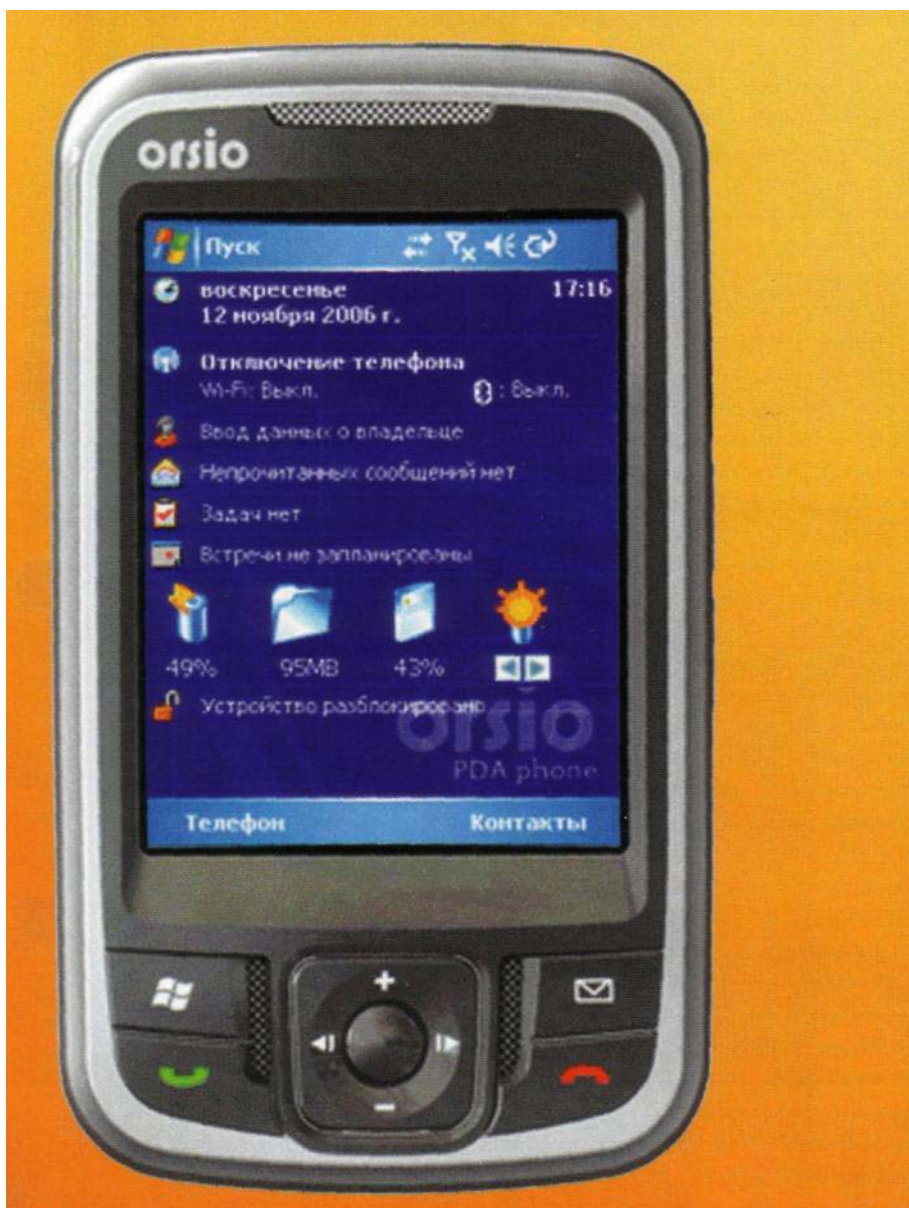 orsio
Пуск
воскресенье 17:16
12 ноября 2006 г.
Отключение телефона
Wi-Fi: Выкл. : Выкл.
Ввод данных о владельце
Непрочитанных сообщений нет
Задач нет
Встречи не запланированы
49% 95MB 43%
Устройство разблокировано
orsio
PDA phone
Телефон Контакты